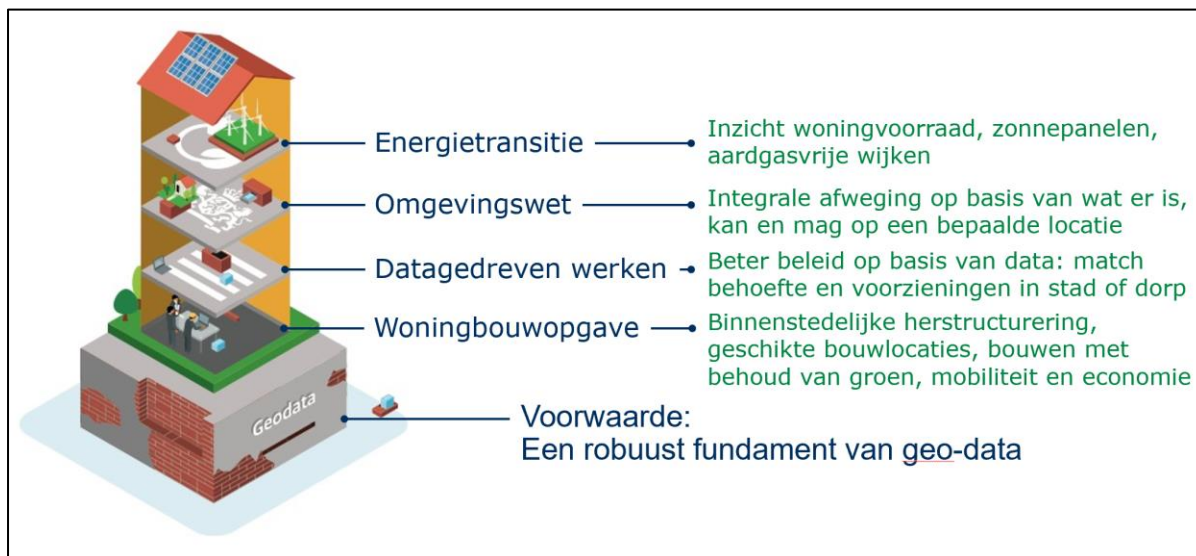 Energietransitie
Inzicht woningvoorraad, zonnepanelen,
aardgasvrije wijken
Omgevingswet
Integrale afweging op basis van wat er is,
kan en mag op een bepaalde locatie
Datagedreven werken
Beter beleid op basis van data: match
behoefte en voorzieningen in stad of dorp
Woningbouwopgave
Binnenstedelijke herstructurering,
geschikte bouwlocaties, bouwen met
behoud van groen, mobiliteit en economie
Geodata
Voorwaarde:
Een robuust fundament van geo-data